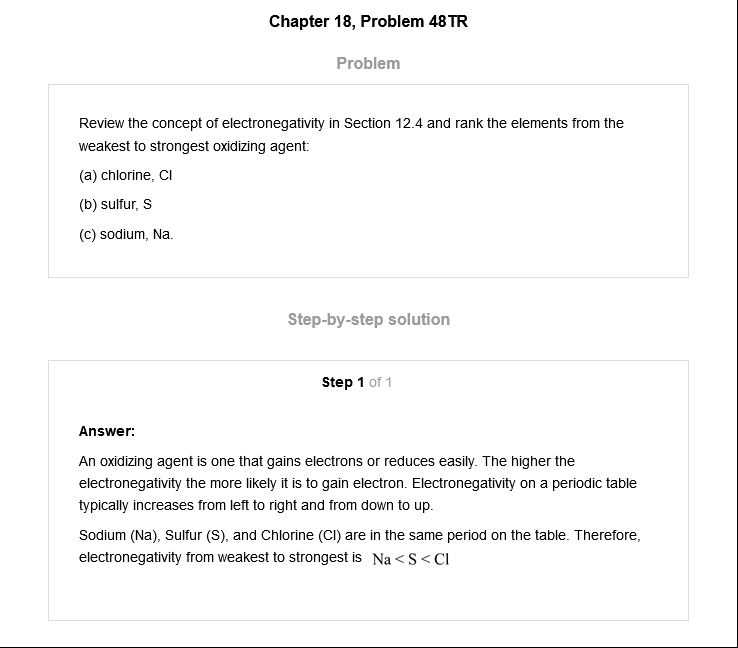 Chapter 18, Problem 48TR
Problem
Review the concept of electronegativity in Section 12.4 and rank the elements from the
weakest to strongest oxidizing agent:
(a) chlorine, Cl
(b) sulfur, S
(c) sodium, Na.
Step-by-step solution
Step 1 of 1
Answer:
An oxidizing agent is one that gains electrons or reduces easily. The higher the
electronegativity the more likely it is to gain electron. Electronegativity on a periodic table
typically increases from left to right and from down to up.
Sodium (Na), Sulfur (S), and Chlorine (Cl) are in the same period on the table. Therefore,
electronegativity from weakest to strongest is Na < S < Cl